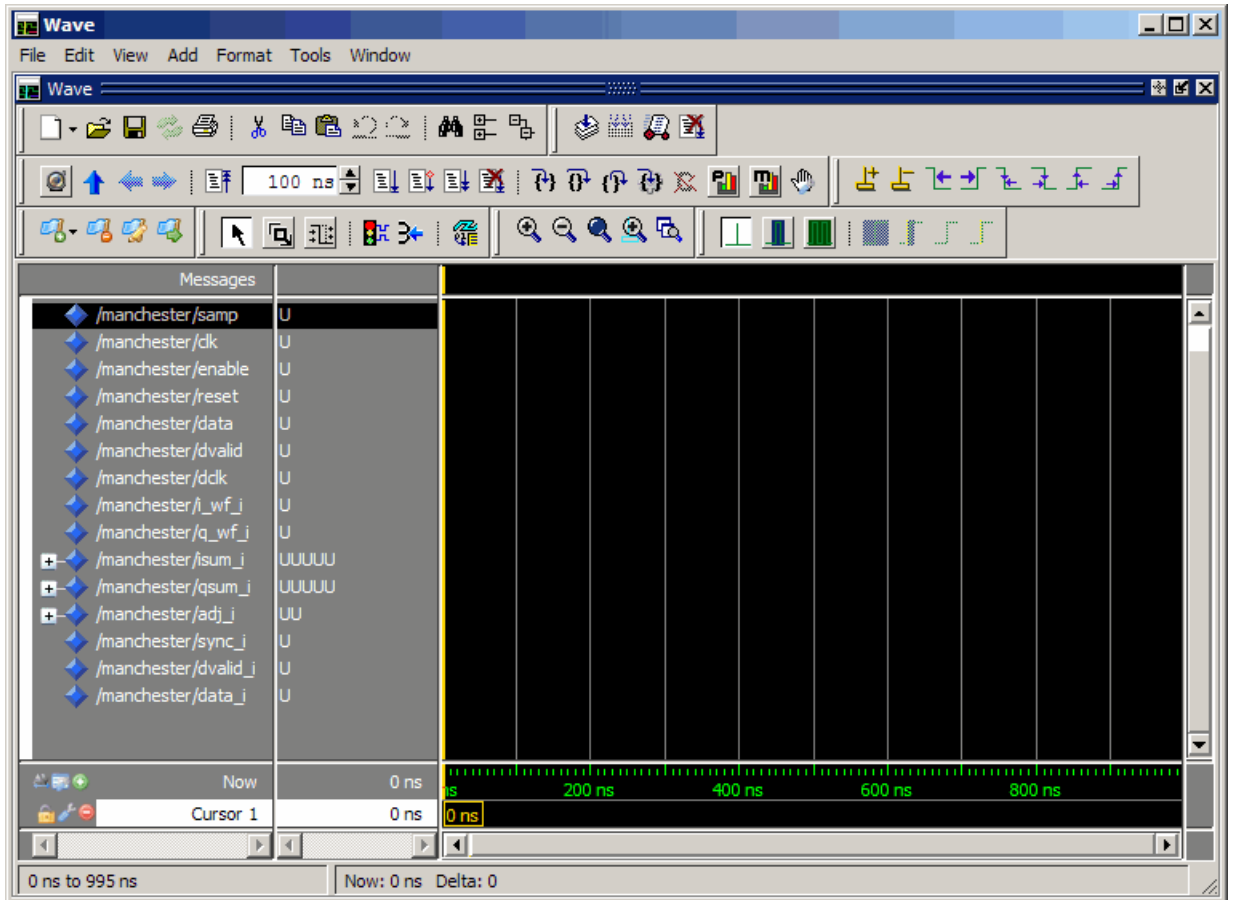 Wave
File Edit View Add Format Tools Window
Wave
100 ns
Messages
/manchester/samp U
/manchester/clk U
/manchester/enable U
/manchester/reset U
/manchester/data U
/manchester/dvalid U
/manchester/dclk U
/manchester/i_wf_i U
/manchester/q_wf_i U
/manchester/isum_i UUUUU
/manchester/qsum_i UUUUU
/manchester/adj_i UU
/manchester/sync_i U
/manchester/dvalid_i U
/manchester/data_i U
Now 0 ns ns 200 ns 400 ns 600 ns 800 ns
Cursor 1 0 ns 0 ns
0 ns to 995 ns Now: 0 ns Delta: 0